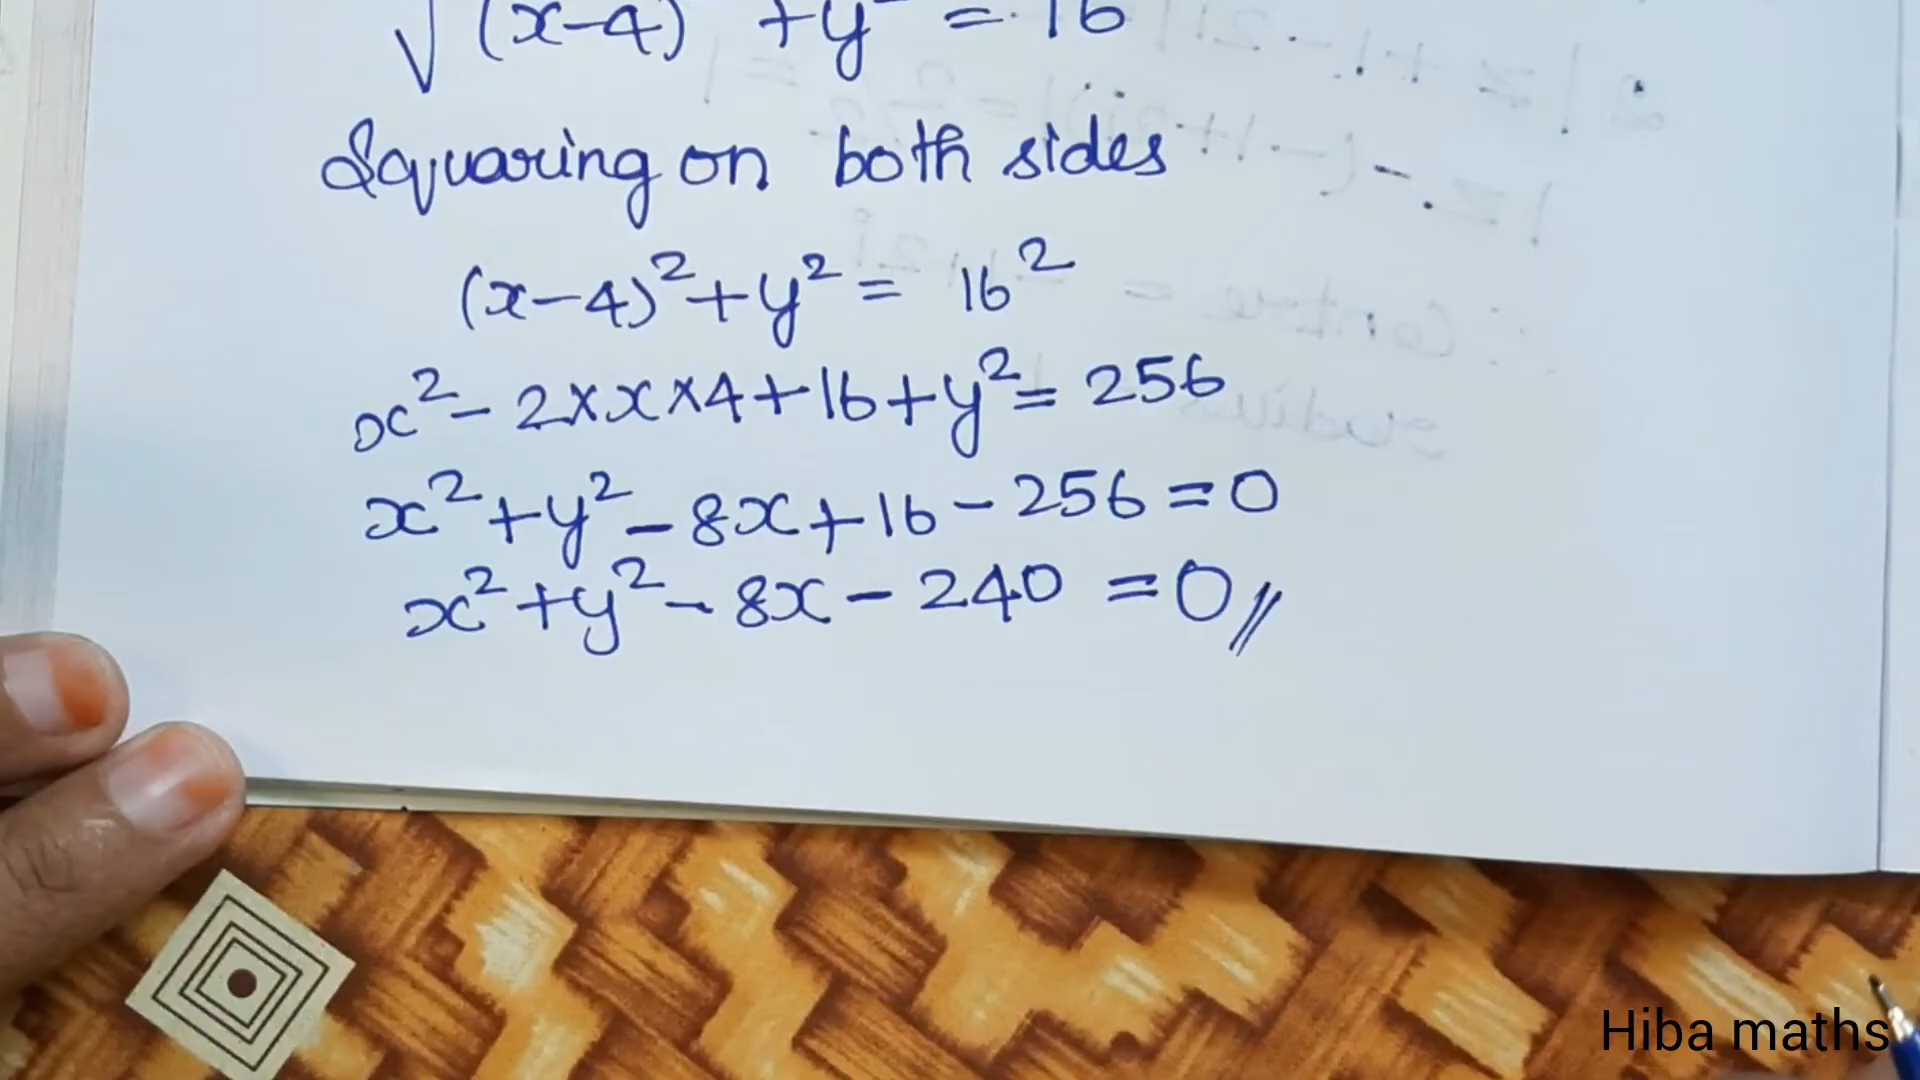 √(x-4)² + y² = 16
Squaring on both sides
(x-4)² + y² = 16²
x² - 2×x×4+16+y² = 256
x² + y² - 8x + 16 - 256 = 0
x² + y² - 8x - 240 = 0//
Hiba maths